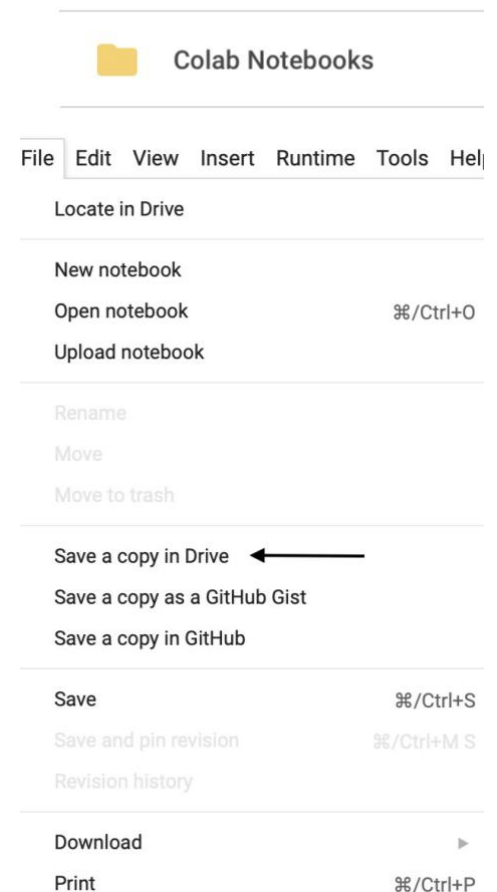 Colab Notebooks
File Edit View Insert Runtime Tools Help
Locate in Drive
New notebook
Open notebook ⌘/Ctrl+O
Upload notebook
Rename
Move
Move to trash
Save a copy in Drive
Save a copy as a GitHub Gist
Save a copy in GitHub
Save ⌘/Ctrl+S
Save and pin revision ⌘/Ctrl+M S
Revision history
Download
Print ⌘/Ctrl+P